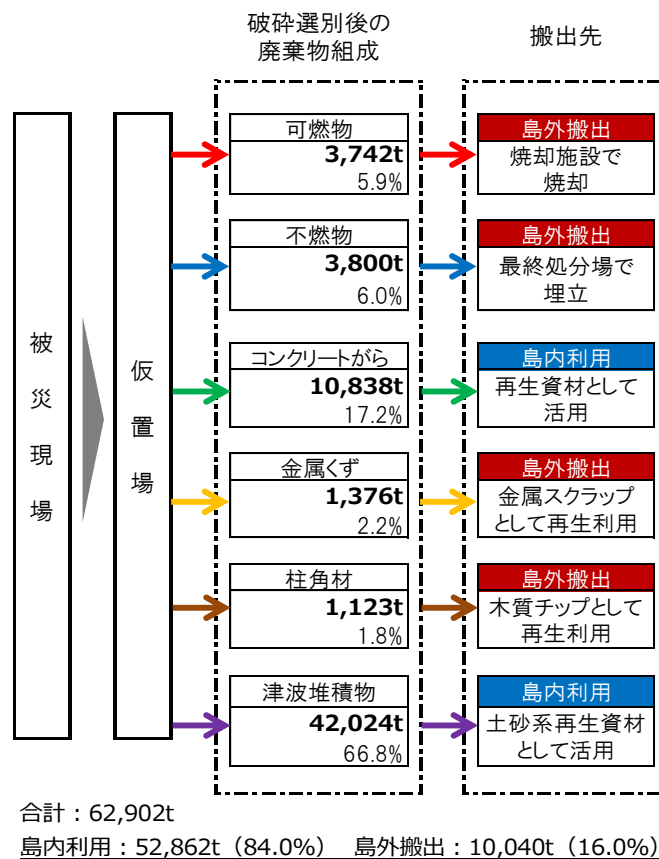 破砕選別後の
廃棄物組成
搬出先
被災現場
仮置場
可燃物
3,742t
5.9%
島外搬出
焼却施設で
焼却
不燃物
3,800t
6.0%
島外搬出
最終処分場で
埋立
コンクリートがら
10,838t
17.2%
島内利用
再生資材として
活用
金属くず
1,376t
2.2%
島外搬出
金属スクラップ
として再生利用
柱角材
1,123t
1.8%
島外搬出
木質チップとして
再生利用
津波堆積物
42,024t
66.8%
島内利用
土砂系再生資材
として活用
合計：62,902t
島内利用：52,862t（84.0%）　島外搬出：10,040t（16.0%）